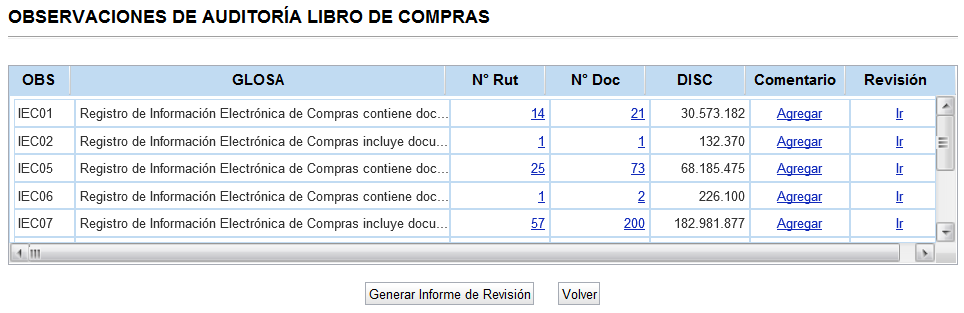 OBSERVACIONES DE AUDITORÍA LIBRO DE COMPRAS
OBS GLOSA N° Rut N° Doc DISC Comentario Revisión
IEC01 Registro de Información Electrónica de Compras contiene doc... 14 21 30.573.182 Agregar Ir
IEC02 Registro de Información Electrónica de Compras incluye docu... 1 1 132.370 Agregar Ir
IEC05 Registro de Información Electrónica de Compras contiene doc... 25 73 68.185.475 Agregar Ir
IEC06 Registro de Información Electrónica de Compras contiene doc... 1 2 226.100 Agregar Ir
IEC07 Registro de Información Electrónica de Compras incluye docu... 57 200 182.981.877 Agregar Ir
Generar Informe de Revisión Volver